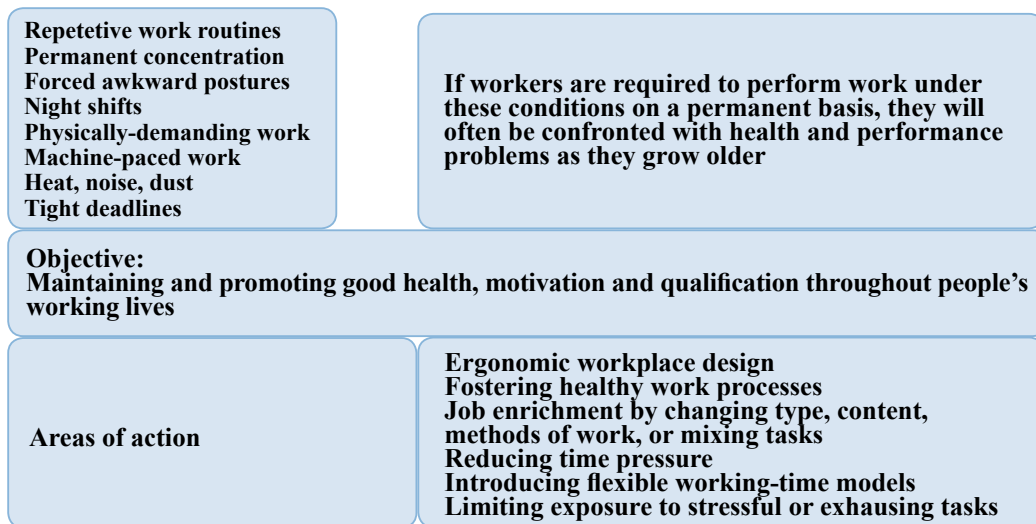 Repetetive work routines
Permanent concentration
Forced awkward postures
Night shifts
Physically-demanding work
Machine-paced work
Heat, noise, dust
Tight deadlines
If workers are required to perform work under
these conditions on a permanent basis, they will
often be confronted with health and performance
problems as they grow older
Objective:
Maintaining and promoting good health, motivation and qualification throughout people’s
working lives
Areas of action
Ergonomic workplace design
Fostering healthy work processes
Job enrichment by changing type, content,
methods of work, or mixing tasks
Reducing time pressure
Introducing flexible working-time models
Limiting exposure to stressful or exhausing tasks